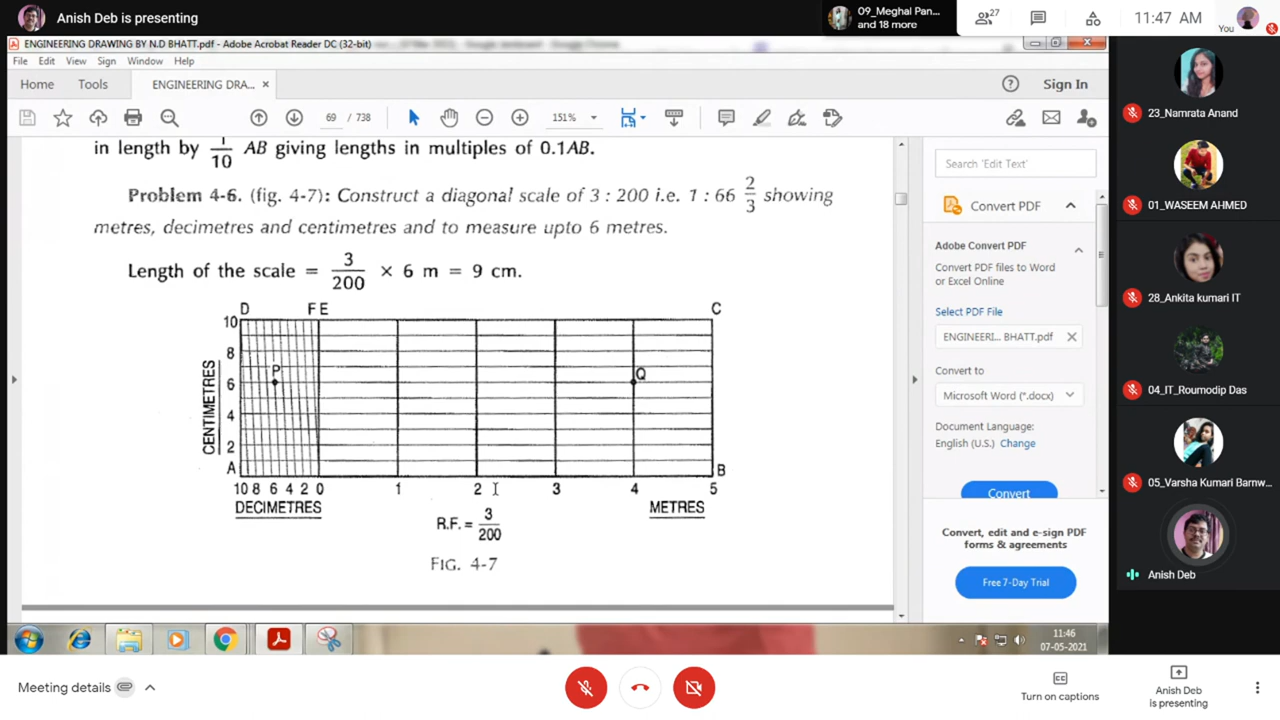 Anish Deb is presenting
09_Meghal Pan...
and 18 more
27
11:47 AM
You
ENGINEERING DRAWING BY N.D BHATT.pdf - Adobe Acrobat Reader DC (32-bit)
File Edit View Sign Window Help
Home Tools ENGINEERING DRA... ×
Sign In
69 / 738
151%
in length by 1/10 AB giving lengths in multiples of 0.1AB.
Problem 4-6. (fig. 4-7): Construct a diagonal scale of 3 : 200 i.e. 1 : 66 2/3 showing
metres, decimetres and centimetres and to measure upto 6 metres.
Length of the scale = 3/200 × 6 m = 9 cm.
D F E C
10
8
6
4
2
A
CENTIMETRES
P
Q
B
10 8 6 4 2 0 1 2 3 4 5
DECIMETRES
METRES
R.F. = 3/200
FIG. 4-7
Search 'Edit Text'
Convert PDF
Adobe Convert PDF
Convert PDF files to Word
or Excel Online
Select PDF File
ENGINEERI... BHATT.pdf
Convert to
Microsoft Word (*.docx)
Document Language:
English (U.S.) Change
Convert
Convert, edit and e-sign PDF
forms & agreements
Free 7-Day Trial
23_Namrata Anand
01_WASEEM AHMED
28_Ankita kumari IT
04_IT_Roumodip Das
05_Varsha Kumari Barnw...
Anish Deb
11:46
07-05-2021
Meeting details
Turn on captions
Anish Deb
is presenting